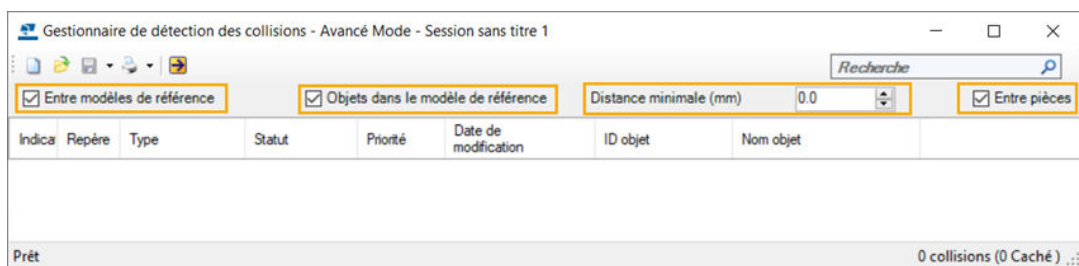 Gestionnaire de détection des collisions - Avancé Mode - Session sans titre 1
Recherche
Entre modèles de référence Objets dans le modèle de référence Distance minimale (mm) 0.0 Entre pièces
Indica Repère Type Statut Priorité Date de modification ID objet Nom objet
Prêt 0 collisions (0 Caché )